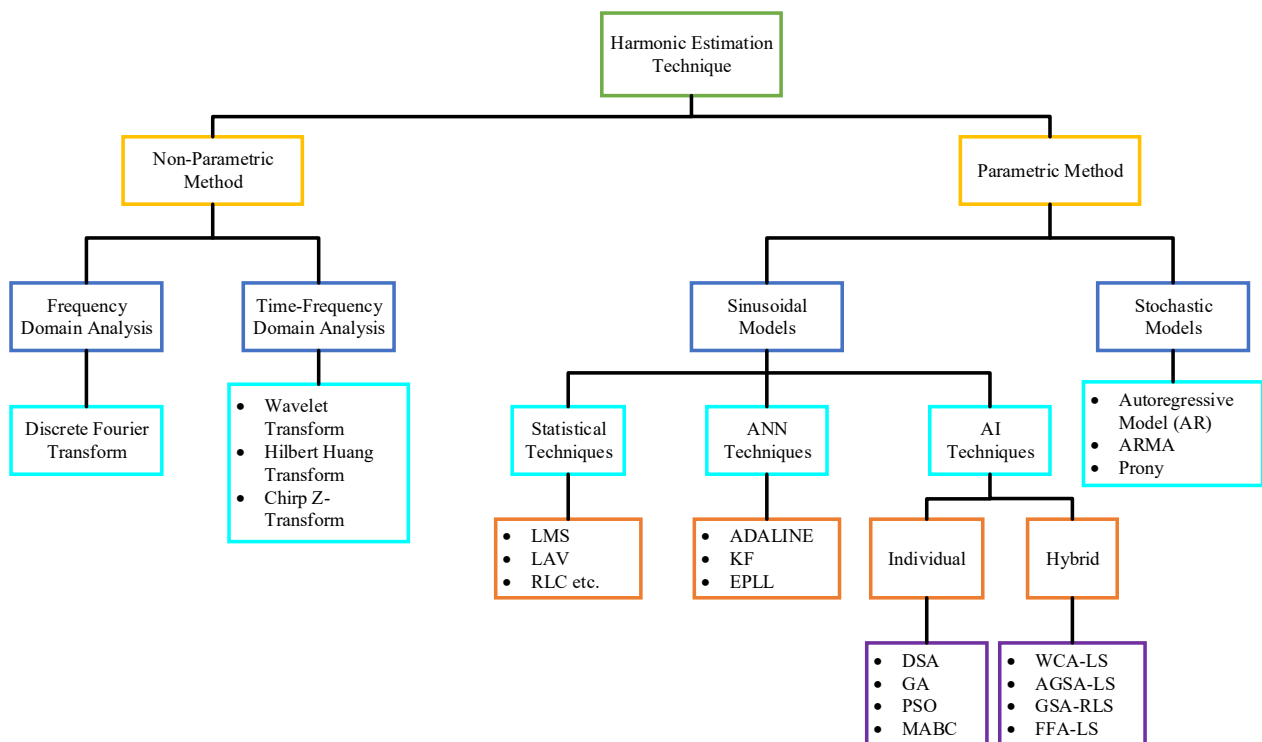 Harmonic Estimation
Technique
Non-Parametric
Method
Parametric Method
Frequency
Domain Analysis
Time-Frequency
Domain Analysis
Sinusoidal
Models
Stochastic
Models
Discrete Fourier
Transform
• Wavelet
Transform
• Hilbert Huang
Transform
• Chirp Z-
Transform
Statistical
Techniques
ANN
Techniques
AI
Techniques
• Autoregressive
Model (AR)
• ARMA
• Prony
• LMS
• LAV
• RLC etc.
• ADALINE
• KF
• EPLL
Individual
Hybrid
• DSA
• GA
• PSO
• MABC
• WCA-LS
• AGSA-LS
• GSA-RLS
• FFA-LS